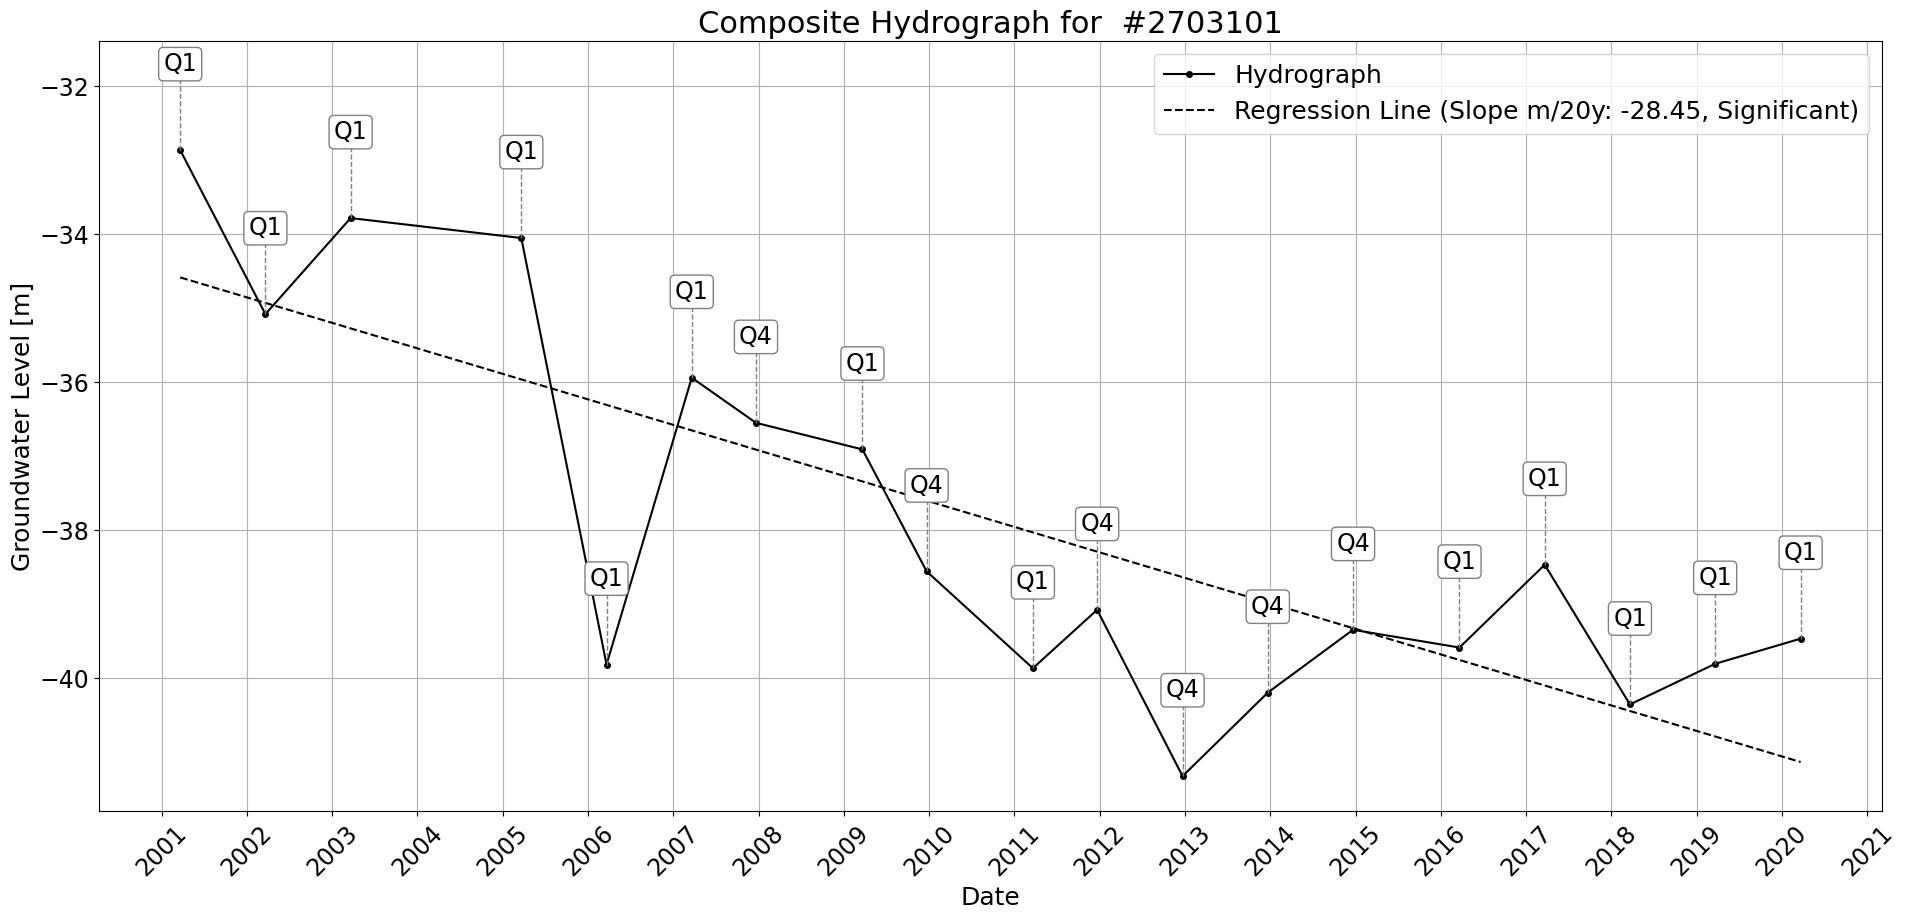 Composite Hydrograph for  #2703101
Hydrograph
Regression Line (Slope m/20y: -28.45, Significant)
Groundwater Level [m]
−32
−34
−36
−38
−40
Q1
Q1
Q1
Q1
Q1
Q1
Q4
Q1
Q4
Q1
Q4
Q4
Q4
Q4
Q1
Q1
Q1
Q1
Q1
2001
2002
2003
2004
2005
2006
2007
2008
2009
2010
2011
2012
2013
2014
2015
2016
2017
2018
2019
2020
2021
Date